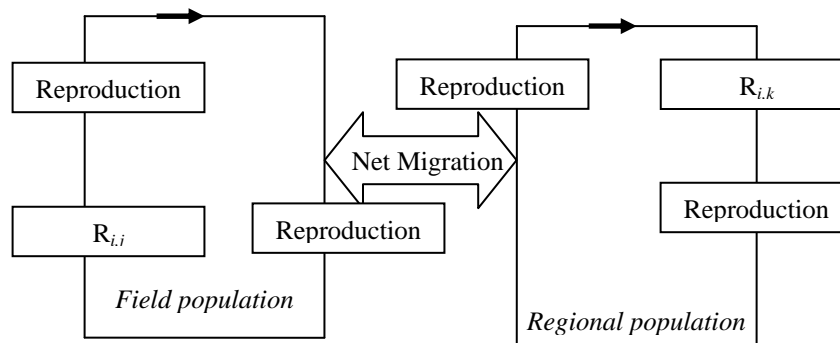 Reproduction
Reproduction
R_{i.k}
Net Migration
R_{i.j}
Reproduction
Reproduction
Field population
Regional population